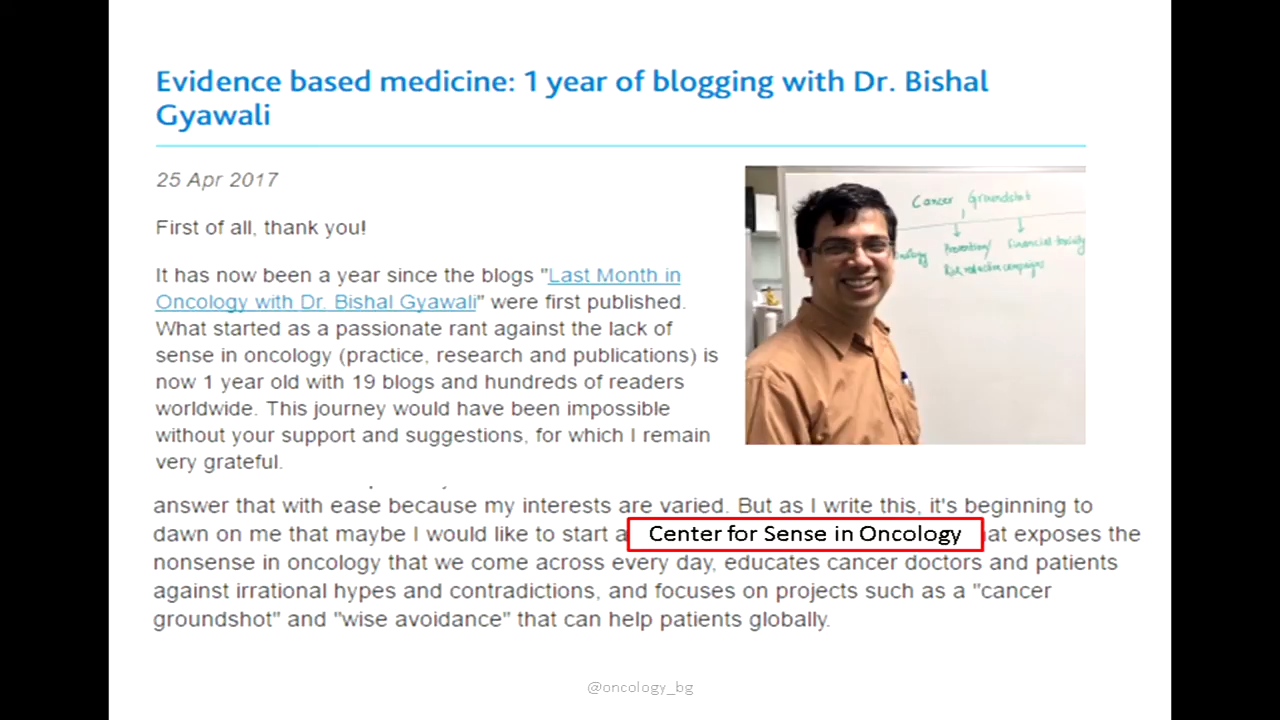 Evidence based medicine: 1 year of blogging with Dr. Bishal
Gyawali
25 Apr 2017
First of all, thank you!
It has now been a year since the blogs "Last Month in
Oncology with Dr. Bishal Gyawali" were first published.
What started as a passionate rant against the lack of
sense in oncology (practice, research and publications) is
now 1 year old with 19 blogs and hundreds of readers
worldwide. This journey would have been impossible
without your support and suggestions, for which I remain
very grateful.
Cancer Groundshot
Prevention/
Risk reduction campaigns
Financial toxicity
answer that with ease because my interests are varied. But as I write this, it's beginning to
dawn on me that maybe I would like to start a Center for Sense in Oncology at exposes the
nonsense in oncology that we come across every day, educates cancer doctors and patients
against irrational hypes and contradictions, and focuses on projects such as a "cancer
groundshot" and "wise avoidance" that can help patients globally.
@oncology_bg